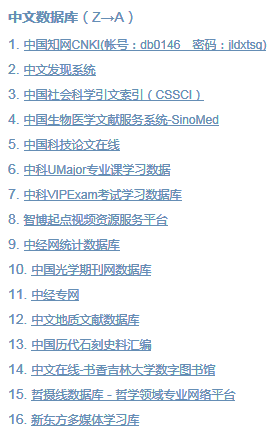 中文数据库（Z→A）
1. 中国知网CNKI(帐号：db0146 密码：jldxtsg)
2. 中文发现系统
3. 中国社会科学引文索引（CSSCI）
4. 中国生物医学文献服务系统-SinoMed
5. 中国科技论文在线
6. 中科UMajor专业课学习数据
7. 中科VIPExam考试学习数据库
8. 智博起点视频资源服务平台
9. 中经网统计数据库
10. 中国光学期刊网数据库
11. 中经专网
12. 中文地质文献数据库
13. 中国历代石刻史料汇编
14. 中文在线-书香吉林大学数字图书馆
15. 哲摄线数据库－哲学领域专业网络平台
16. 新东方多媒体学习库